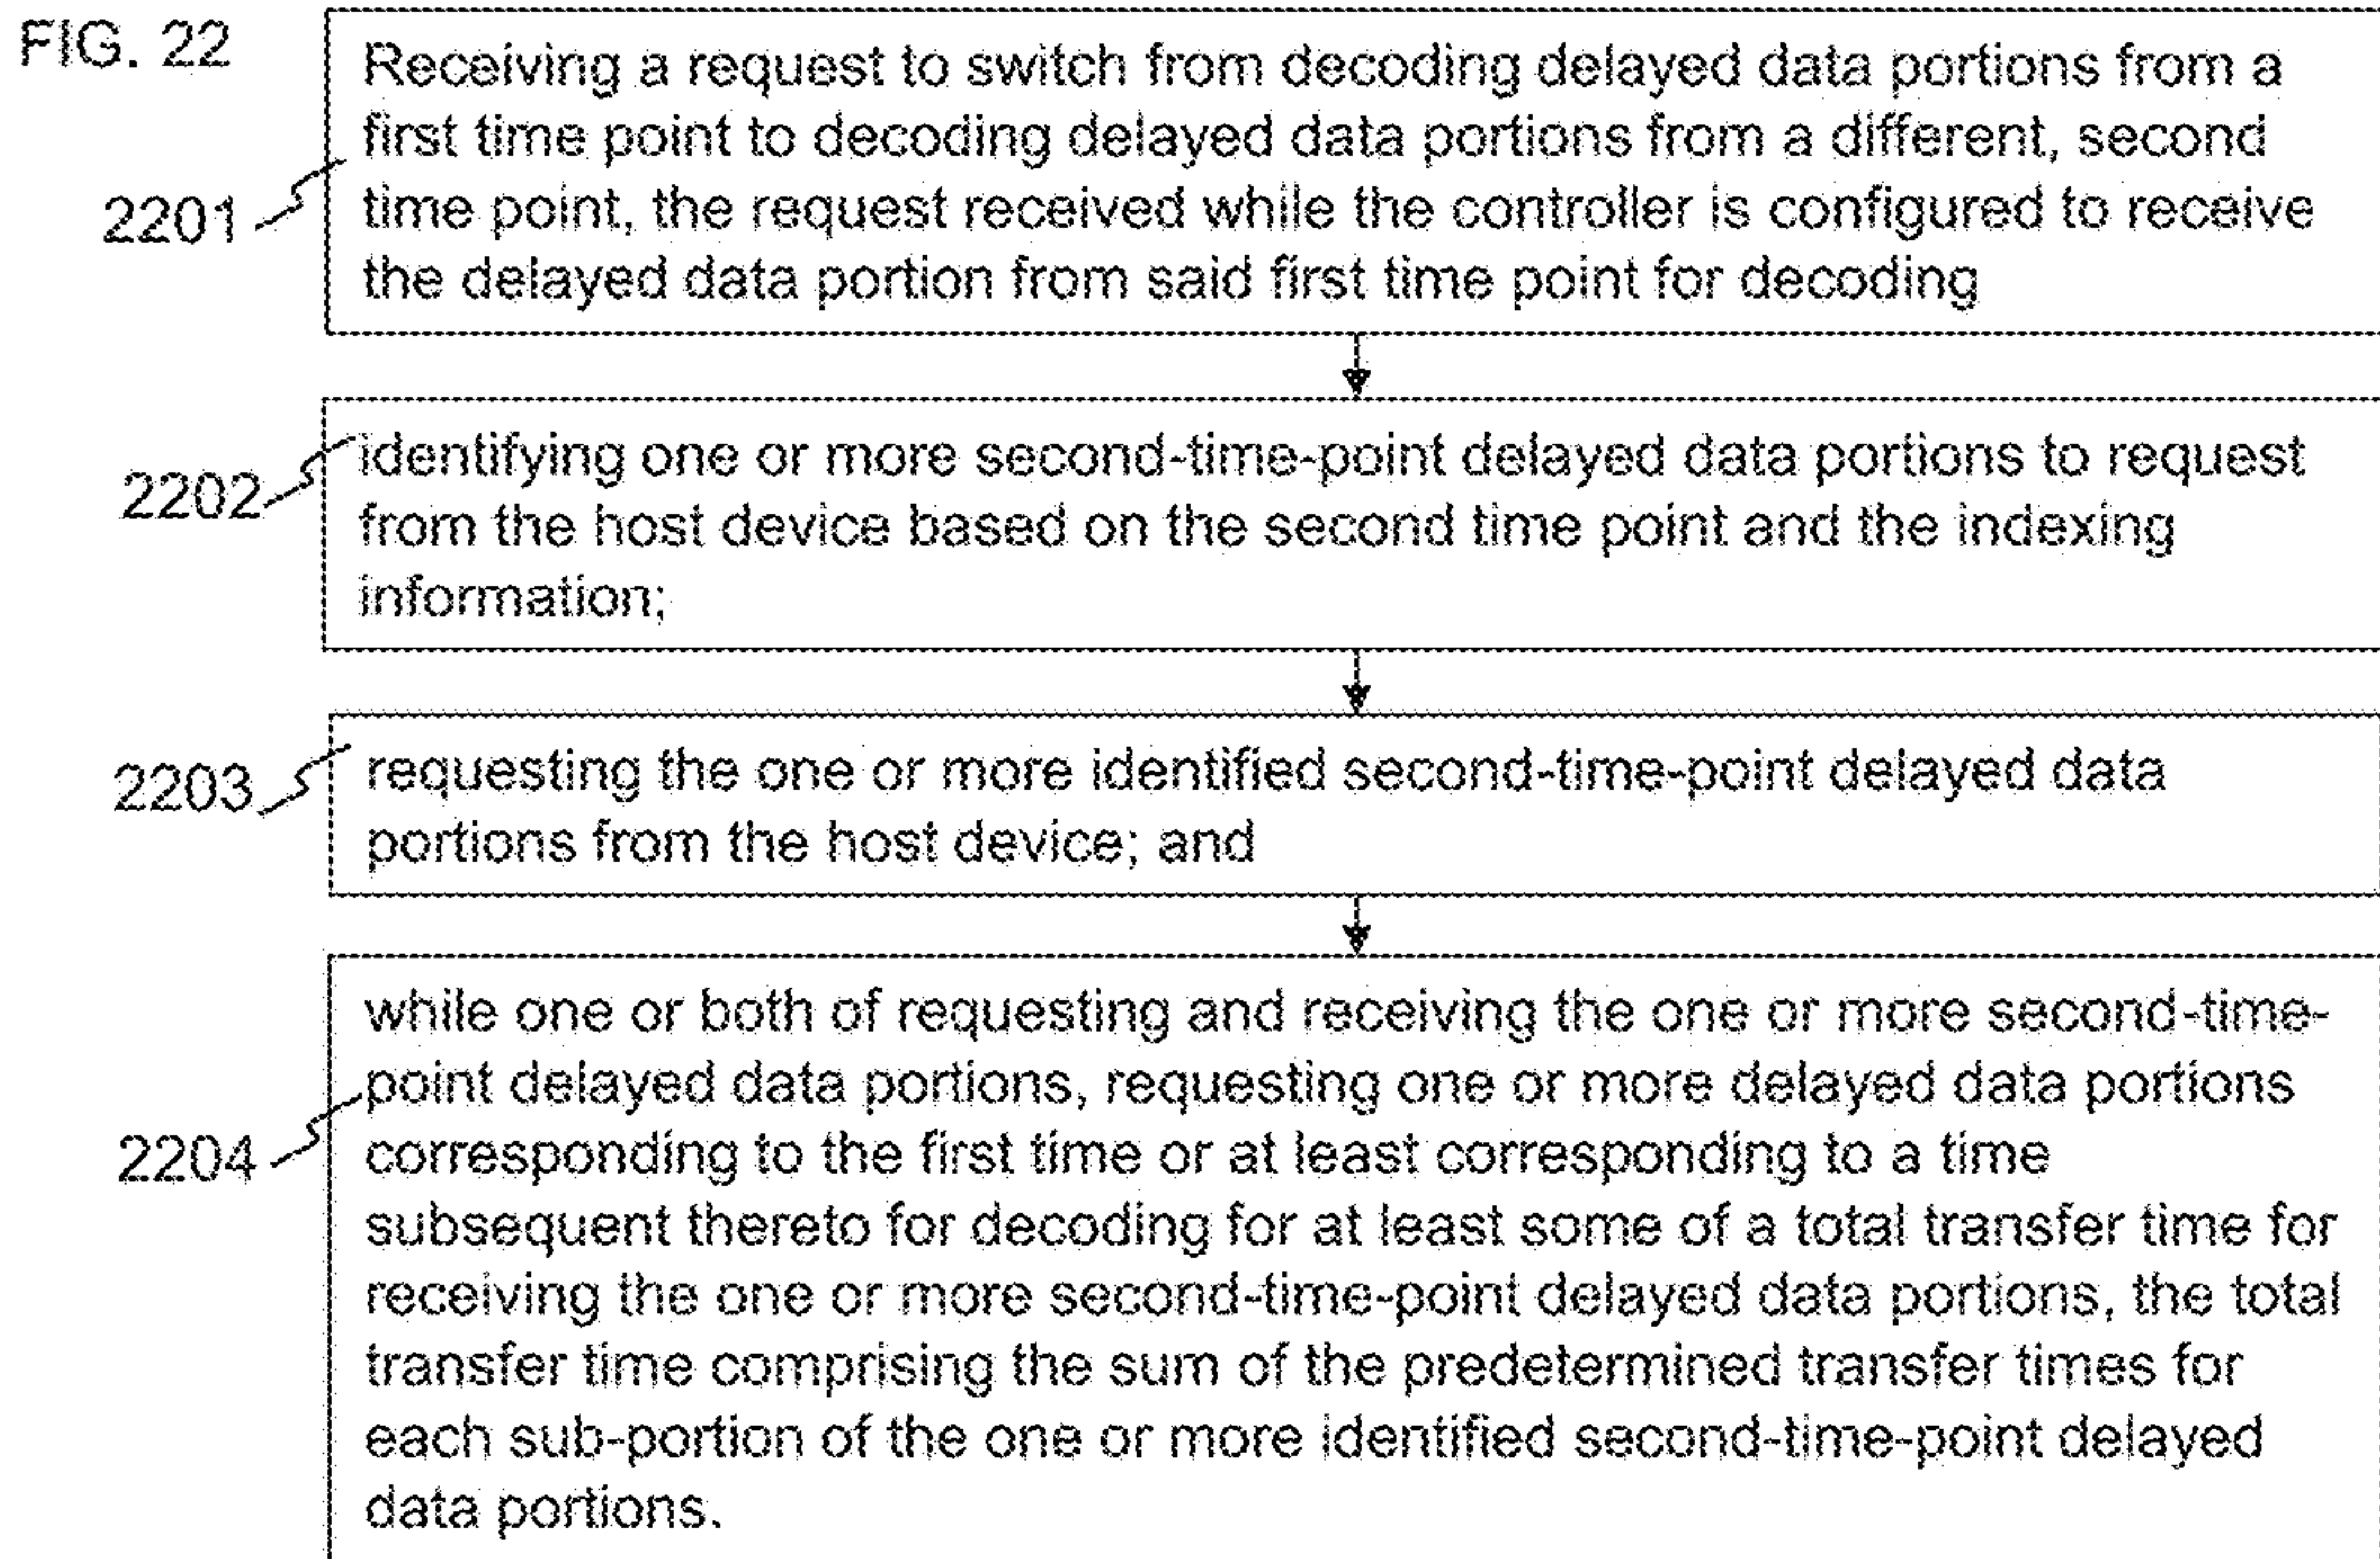 FIG. 22
Receiving a request to switch from decoding delayed data portions from a
first time point to decoding delayed data portions from a different, second
time point, the request received while the controller is configured to receive
the delayed data portion from said first time point for decoding
2201
identifying one or more second-time-point delayed data portions to request
from the host device based on the second time point and the indexing
information;
2202
requesting the one or more identified second-time-point delayed data
portions from the host device; and
2203
while one or both of requesting and receiving the one or more second-time-
point delayed data portions, requesting one or more delayed data portions
corresponding to the first time or at least corresponding to a time
subsequent thereto for decoding for at least some of a total transfer time for
receiving the one or more second-time-point delayed data portions, the total
transfer time comprising the sum of the predetermined transfer times for
each sub-portion of the one or more identified second-time-point delayed
data portions.
2204